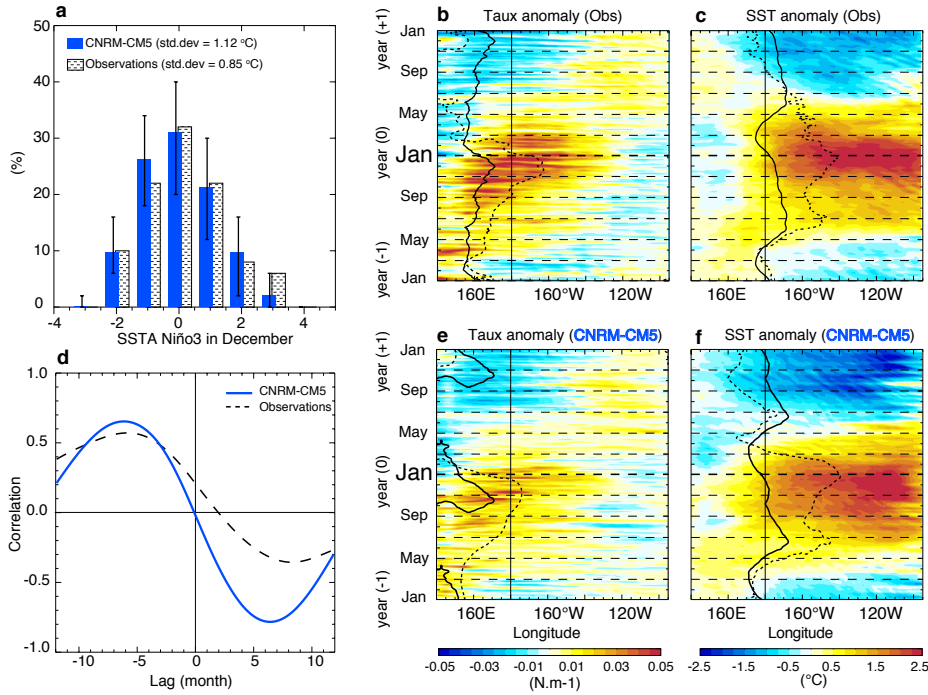 a
50
40
30
20
10
0
(%)
CNRM-CM5 (std.dev = 1.12 °C)
Observations (std.dev = 0.85 °C)
-4 -2 0 2 4
SSTA Niño3 in December
b Taux anomaly (Obs)
year (+1)
year (0)
year (-1)
Jan
Sep
May
Jan
Sep
May
Jan
160E 160°W 120W
c SST anomaly (Obs)
160E 160°W 120W
d
1.0
0.5
0.0
-0.5
-1.0
Correlation
CNRM-CM5
Observations
-10 -5 0 5 10
Lag (month)
e Taux anomaly (CNRM-CM5)
year (+1)
year (0)
year (-1)
Jan
Sep
May
Jan
Sep
May
Jan
160E 160°W 120W
Longitude
-0.05 -0.03 -0.01 0.01 0.03 0.05
(N.m-1)
f SST anomaly (CNRM-CM5)
160E 160°W 120W
Longitude
-2.5 -1.5 -0.5 0.5 1.5 2.5
(°C)